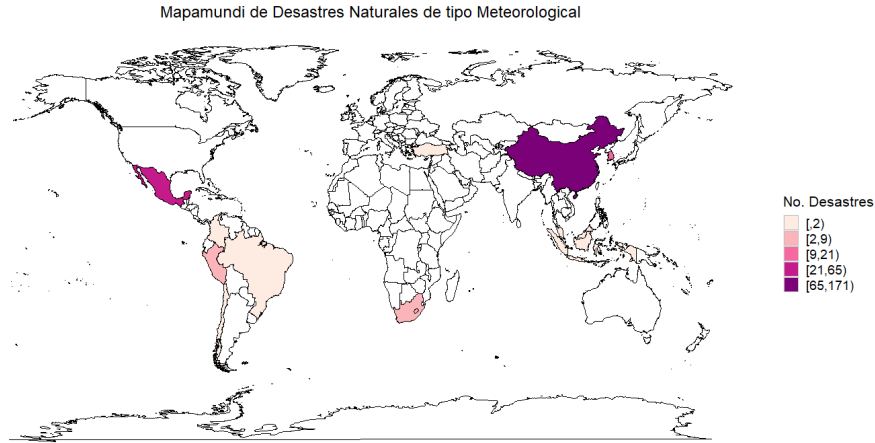 Mapamundi de Desastres Naturales de tipo Meteorological
No. Desastres
[,2)
[2,9)
[9,21)
[21,65)
[65,171)